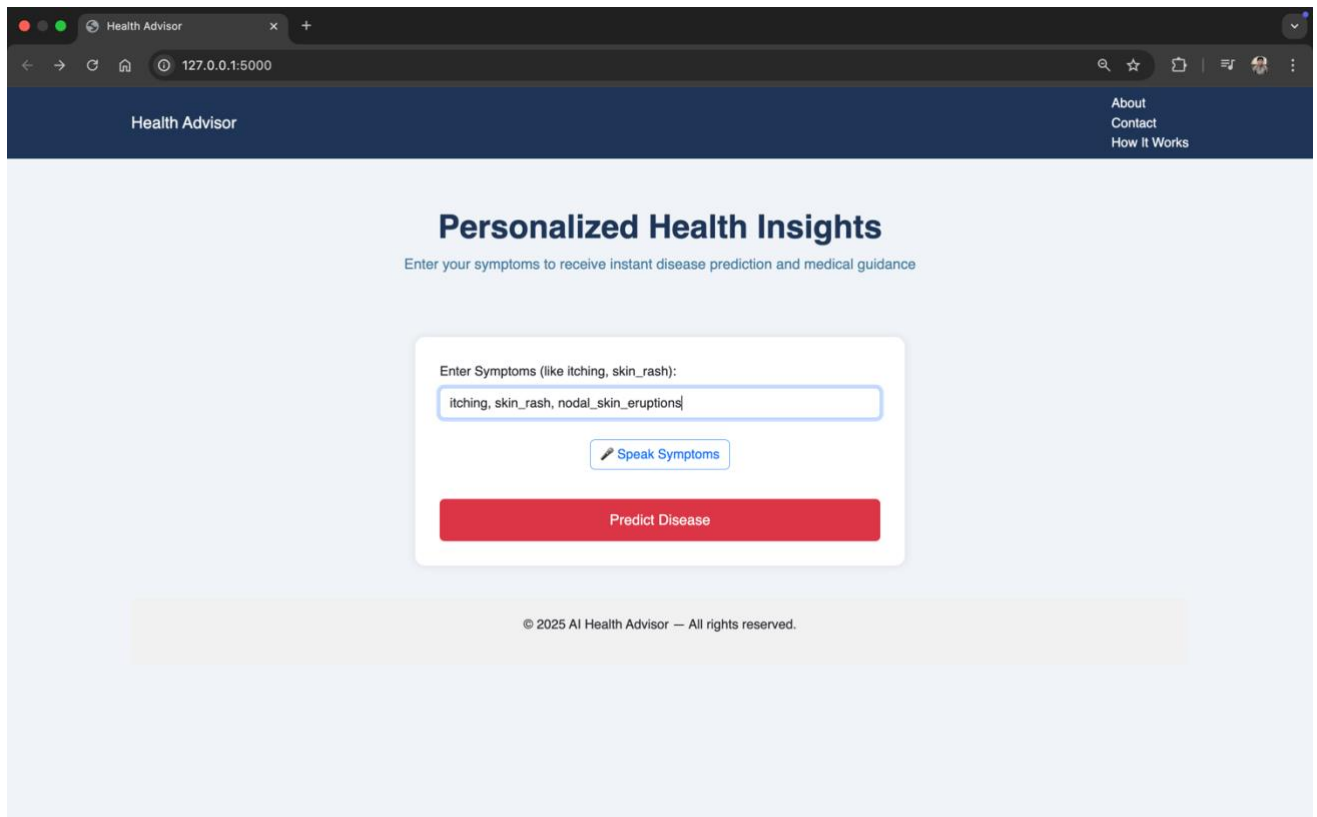 Health Advisor
127.0.0.1:5000
Health Advisor
About
Contact
How It Works
Personalized Health Insights
Enter your symptoms to receive instant disease prediction and medical guidance
Enter Symptoms (like itching, skin_rash):
itching, skin_rash, nodal_skin_eruptions
Speak Symptoms
Predict Disease
© 2025 AI Health Advisor — All rights reserved.